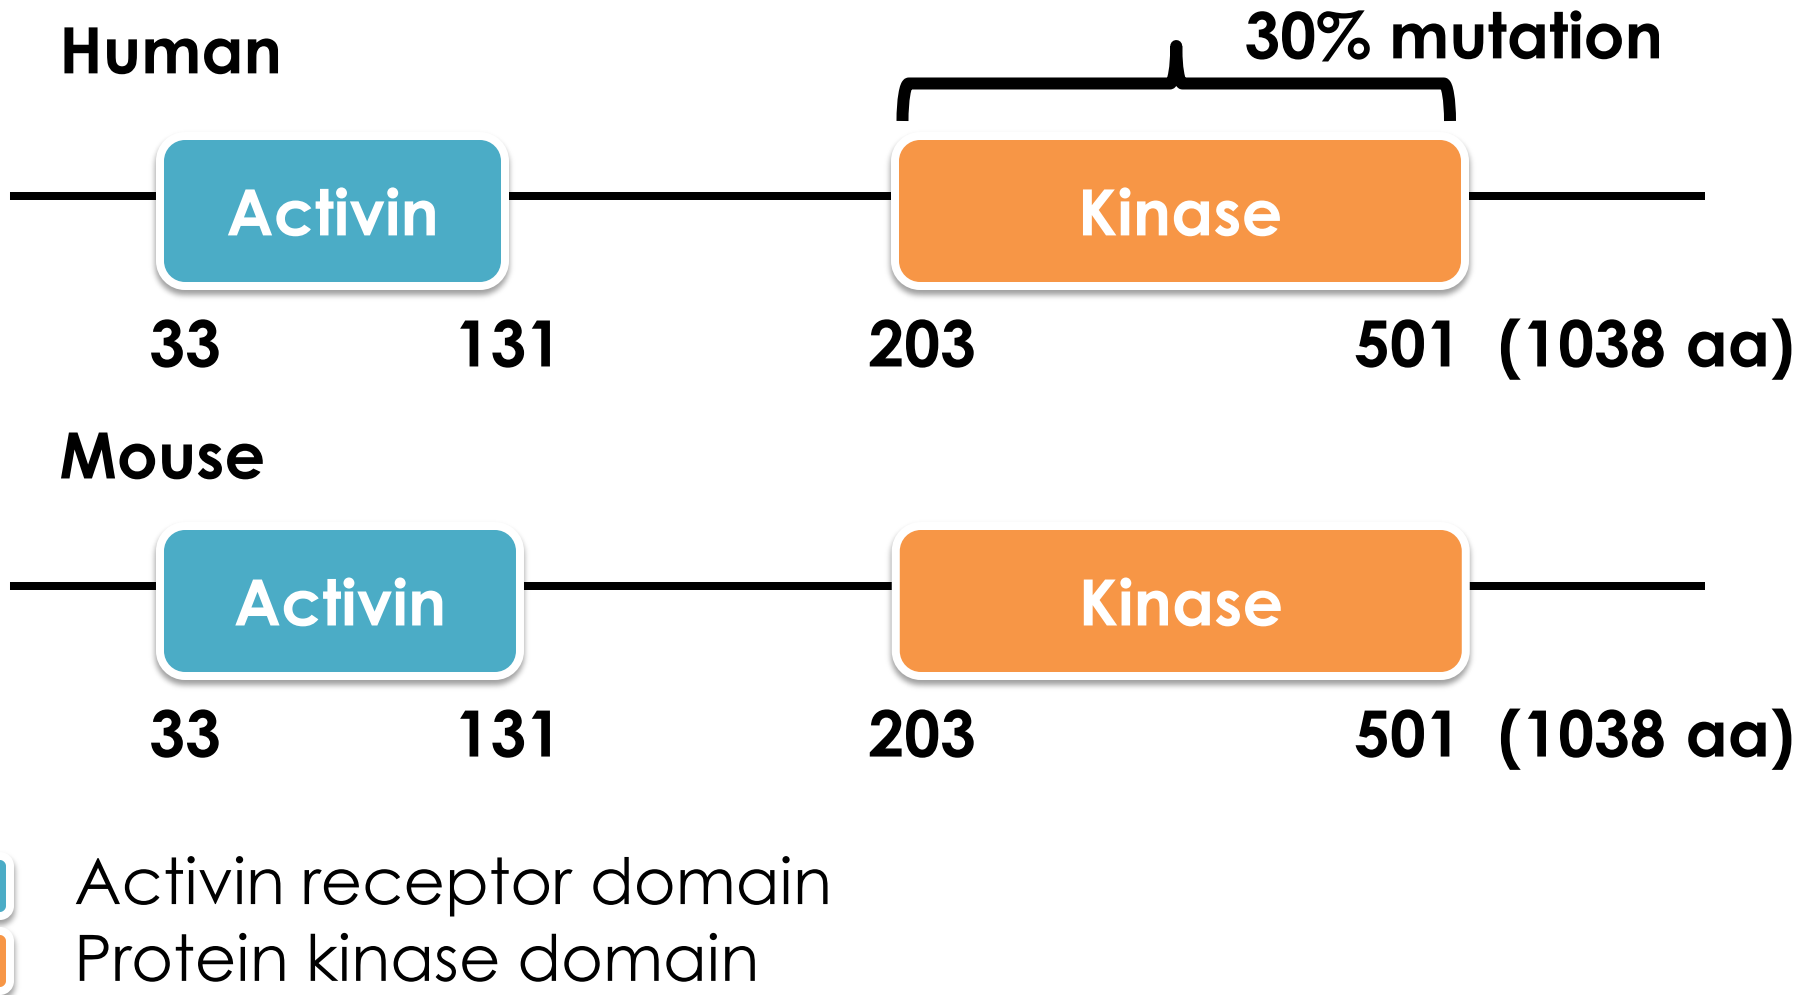 Human
30% mutation
Activin
Kinase
33 131 203 501 (1038 aa)
Mouse
Activin
Kinase
33 131 203 501 (1038 aa)
Activin receptor domain
Protein kinase domain